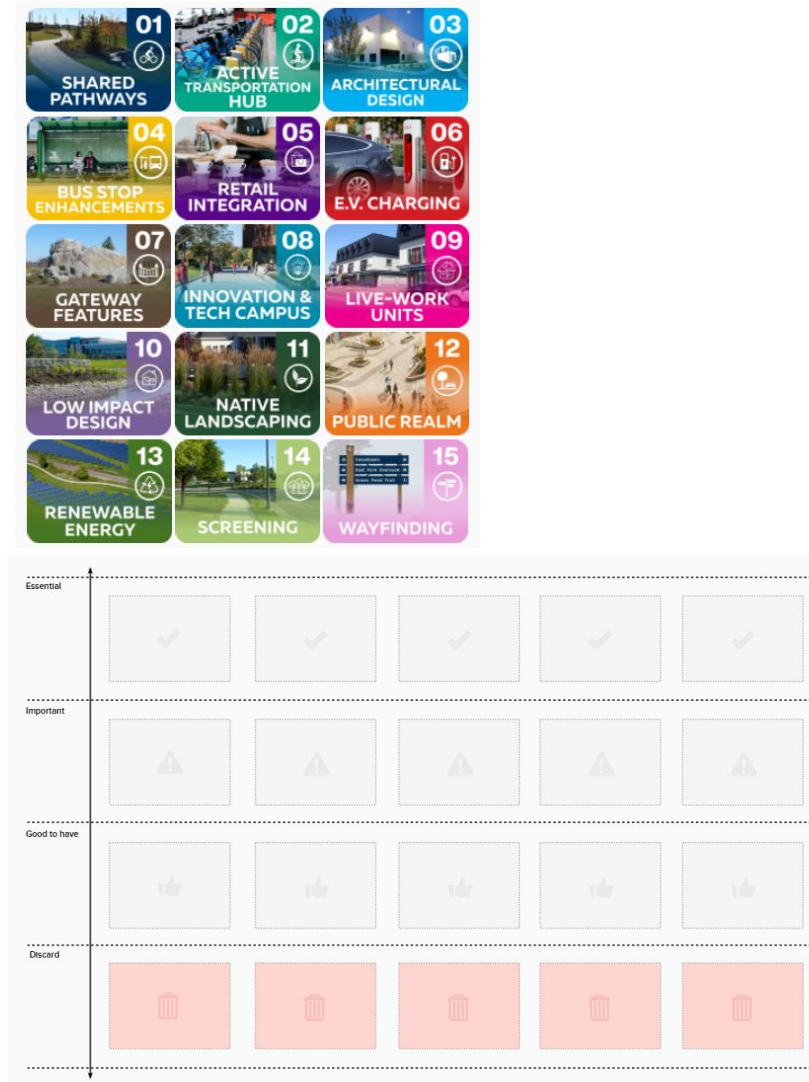 01
SHARED
PATHWAYS
02
ACTIVE
TRANSPORTATION
HUB
03
ARCHITECTURAL
DESIGN
04
BUS STOP
ENHANCEMENTS
05
RETAIL
INTEGRATION
06
E.V. CHARGING
07
GATEWAY
FEATURES
08
INNOVATION &
TECH CAMPUS
09
LIVE-WORK
UNITS
10
LOW IMPACT
DESIGN
11
NATIVE
LANDSCAPING
12
PUBLIC REALM
13
RENEWABLE
ENERGY
14
SCREENING
15
WAYFINDING
Essential
Important
Good to have
Discard